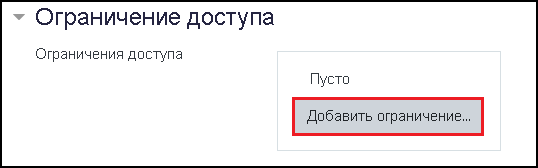 Ограничение доступа
Ограничения доступа
Пусто
Добавить ограничение...